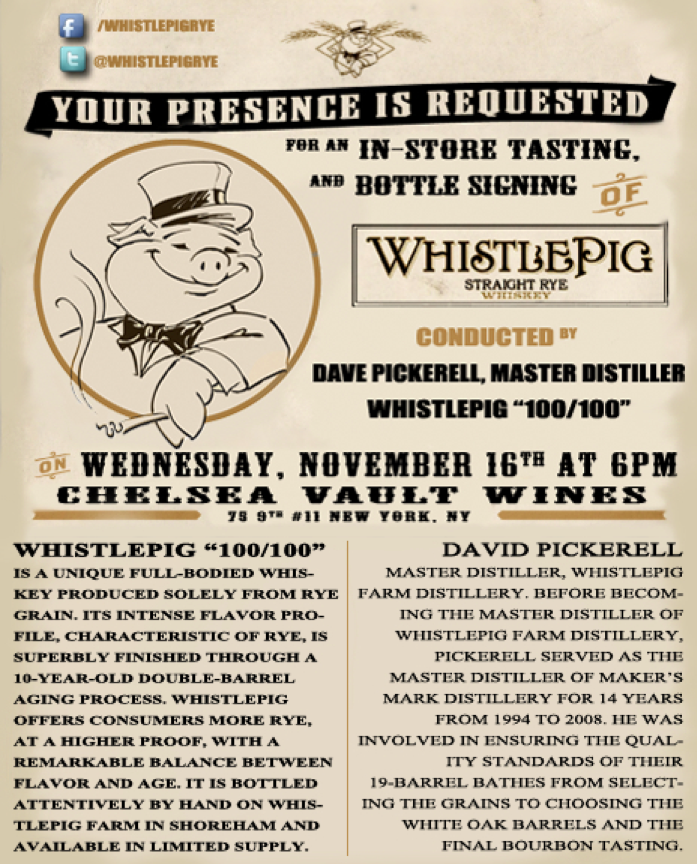 /WHISTLEPIGRYE
@WHISTLEPIGRYE
YOUR PRESENCE IS REQUESTED
FOR AN IN-STORE TASTING,
AND BOTTLE SIGNING OF
WHISTLEPIG
STRAIGHT RYE
WHISKEY
CONDUCTED BY
DAVE PICKERELL, MASTER DISTILLER
WHISTLEPIG "100/100"
ON WEDNESDAY, NOVEMBER 16TH AT 6PM
CHELSEA VAULT WINES
75 9TH #11 NEW YORK, NY
WHISTLEPIG "100/100"
IS A UNIQUE FULL-BODIED WHIS-
KEY PRODUCED SOLELY FROM RYE
GRAIN. ITS INTENSE FLAVOR PRO-
FILE, CHARACTERISTIC OF RYE, IS
SUPERBLY FINISHED THROUGH A
10-YEAR-OLD DOUBLE-BARREL
AGING PROCESS. WHISTLEPIG
OFFERS CONSUMERS MORE RYE,
AT A HIGHER PROOF, WITH A
REMARKABLE BALANCE BETWEEN
FLAVOR AND AGE. IT IS BOTTLED
ATTENTIVELY BY HAND ON WHIS-
TLEPIG FARM IN SHOREHAM AND
AVAILABLE IN LIMITED SUPPLY.
DAVID PICKERELL
MASTER DISTILLER, WHISTLEPIG
FARM DISTILLERY. BEFORE BECOM-
ING THE MASTER DISTILLER OF
WHISTLEPIG FARM DISTILLERY,
PICKERELL SERVED AS THE
MASTER DISTILLER OF MAKER'S
MARK DISTILLERY FOR 14 YEARS
FROM 1994 TO 2008. HE WAS
INVOLVED IN ENSURING THE QUAL-
ITY STANDARDS OF THEIR
19-BARREL BATHES FROM SELECT-
ING THE GRAINS TO CHOOSING THE
WHITE OAK BARRELS AND THE
FINAL BOURBON TASTING.